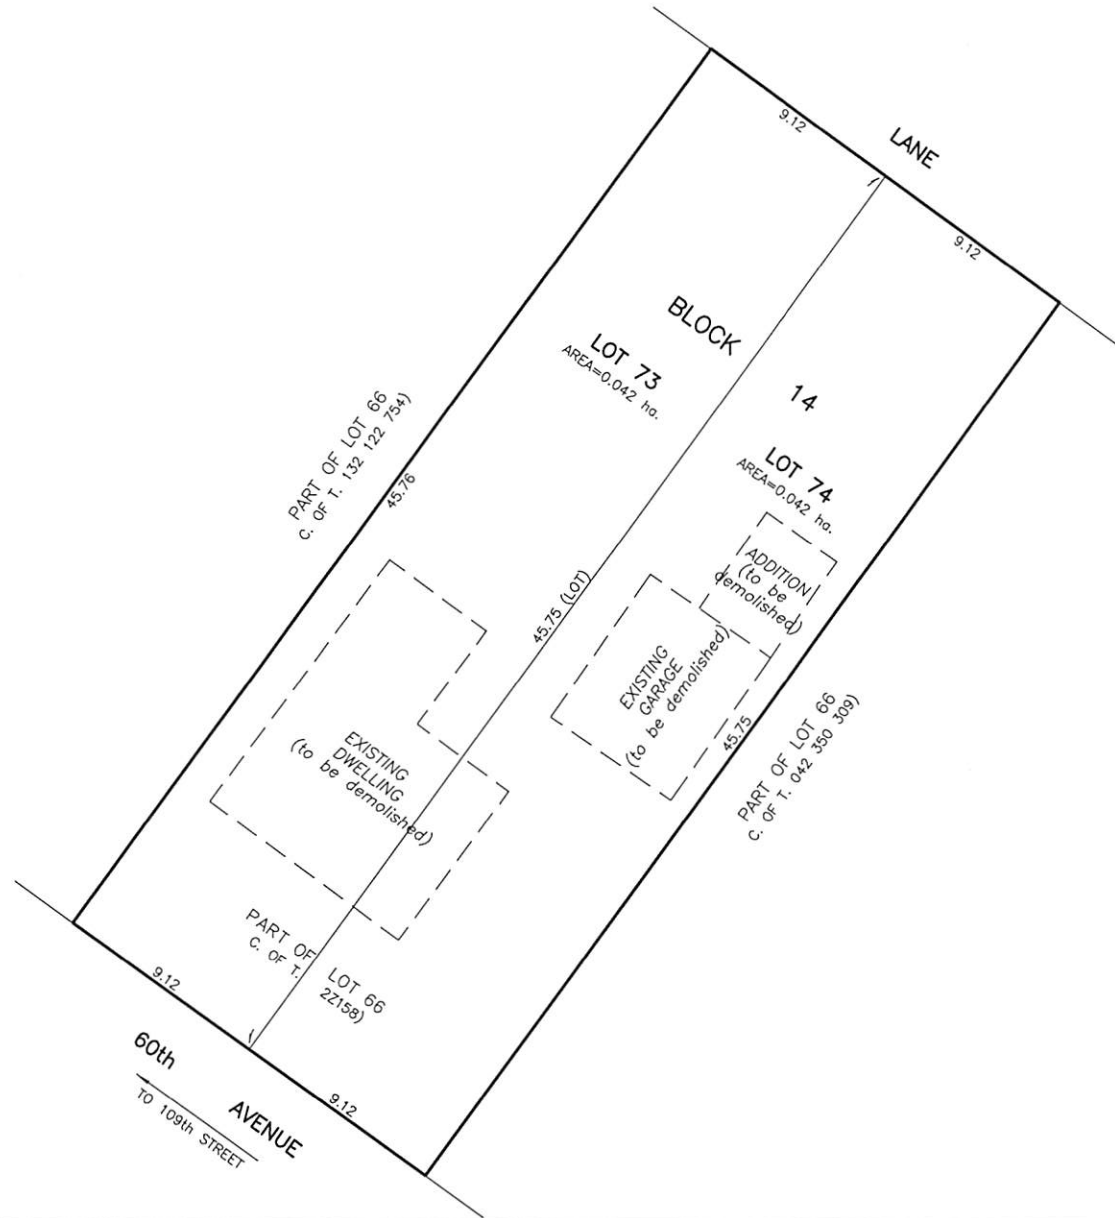 9.12
LANE
9.12
BLOCK
14
LOT 73
AREA=0.042 ha.
LOT 74
AREA=0.042 ha.
PART OF LOT 66
C. OF T. 132 122 754)
45.76
45.75 (LOT)
ADDITION
(to be
demolished)
EXISTING
GARAGE
(to be demolished)
45.75
PART OF LOT 66
C. OF T. 042 350 309)
EXISTING
DWELLING
(to be demolished)
PART OF LOT 66
C. OF T. 2Z158)
9.12
9.12
60th AVENUE
TO 109th STREET